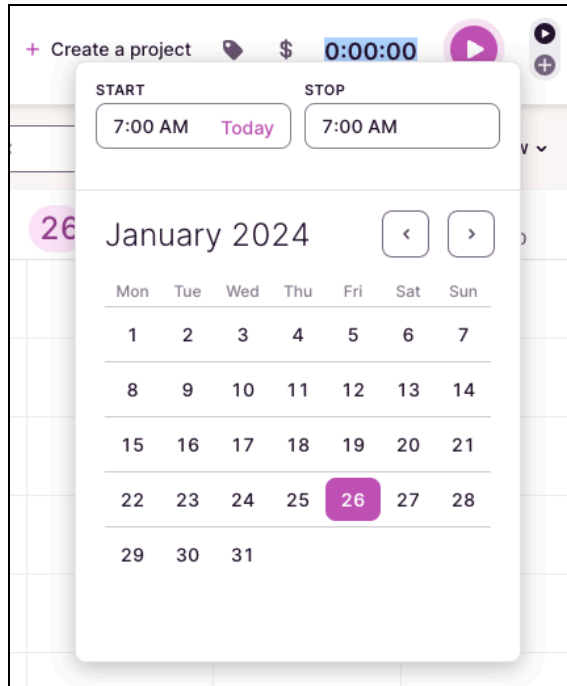 + Create a project $ 0:00:00
START STOP
7:00 AM Today 7:00 AM
26
January 2024
Mon Tue Wed Thu Fri Sat Sun
1 2 3 4 5 6 7
8 9 10 11 12 13 14
15 16 17 18 19 20 21
22 23 24 25 26 27 28
29 30 31